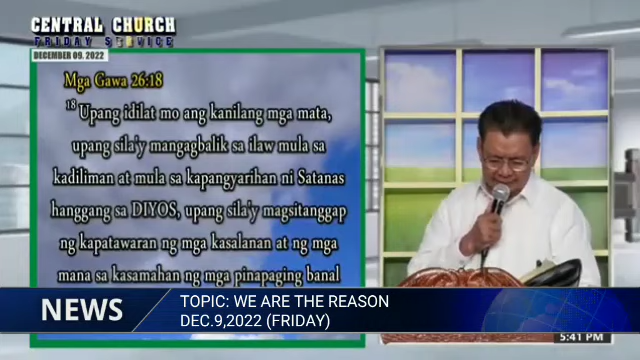 CENTRAL CHURCH
FRIDAY SERVICE
DECEMBER 09, 2022
Mga Gawa 26:18
18 Upang idilat mo ang kanilang mga mata,
upang sila'y mangagbalik sa ilaw mula sa
kadiliman at mula sa kapangyarihan ni Satanas
hanggang sa DIYOS, upang sila'y magsitanggap
ng kapatawaran ng mga kasalanan at ng mga
mana sa kasamahan ng mga pinapaging banal
NEWS
TOPIC: WE ARE THE REASON
DEC.9,2022 (FRIDAY)
5:41 PM